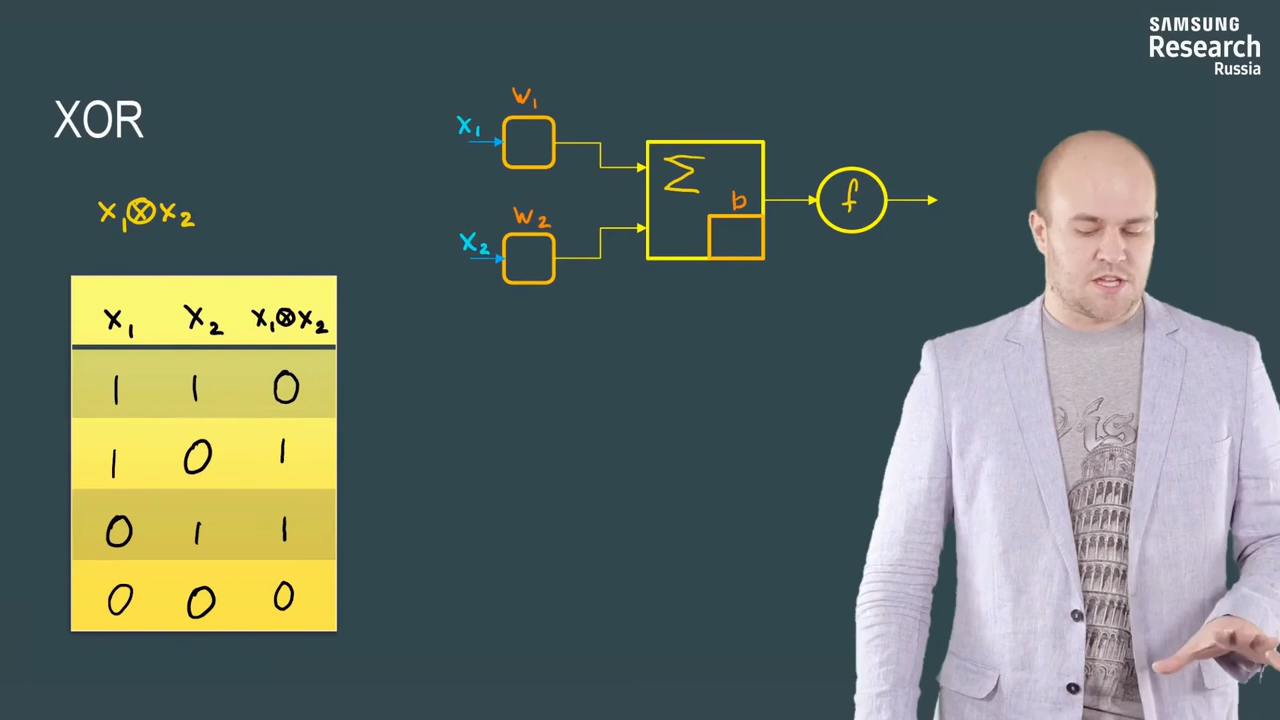 SAMSUNG
Research
Russia
XOR
x₁⊗x₂
x₁ x₂ x₁⊗x₂
1 1 0
1 0 1
0 1 1
0 0 0
w₁
x₁
Σ
b
f
w₂
x₂